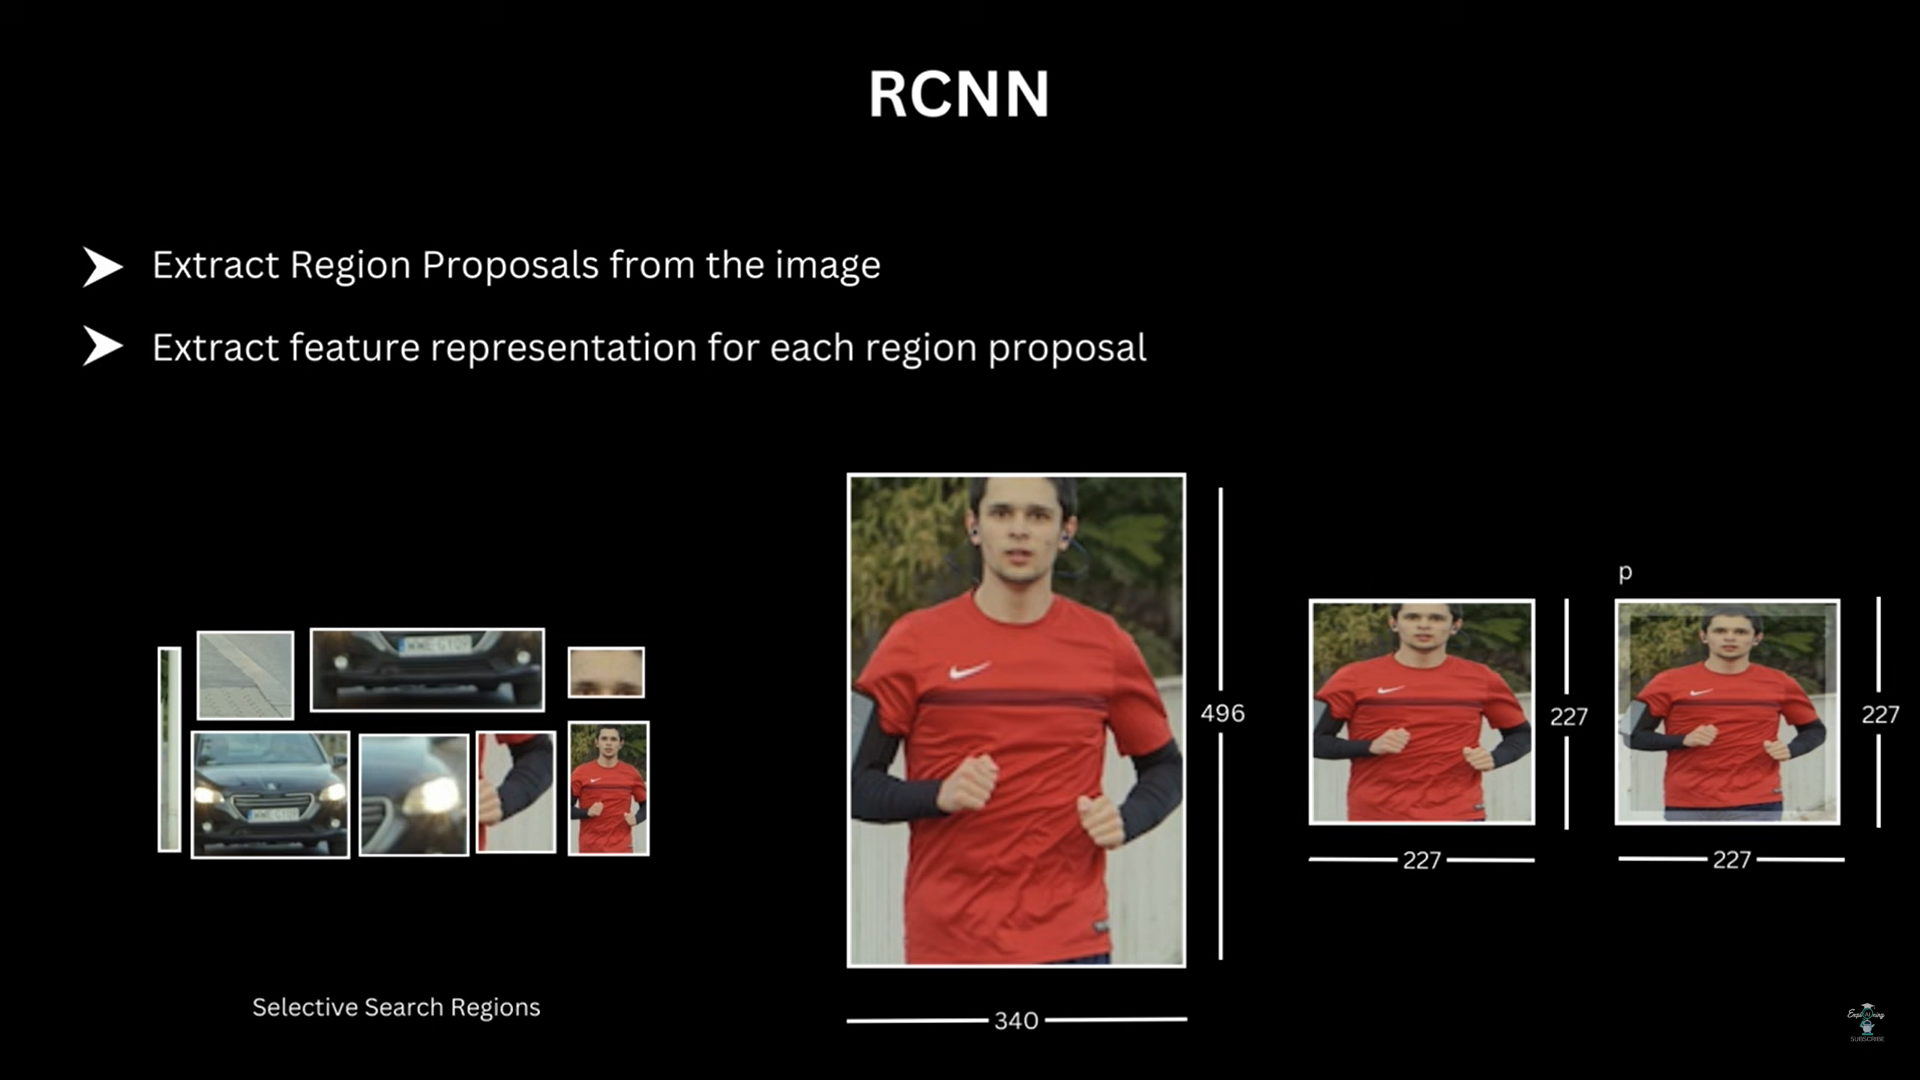 RCNN
Extract Region Proposals from the image
Extract feature representation for each region proposal
p
496
227
227
227
227
Selective Search Regions
340
SUBSCRIBE